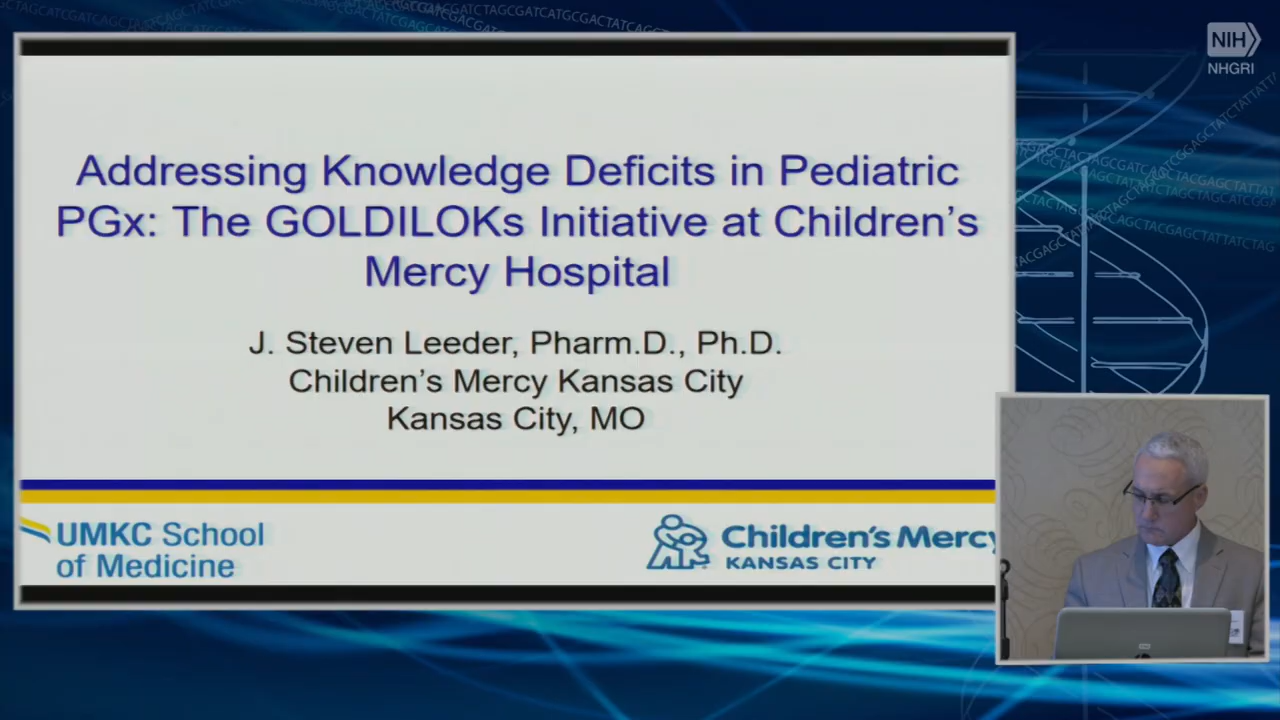 NIH
NHGRI
Addressing Knowledge Deficits in Pediatric
PGx: The GOLDILOKs Initiative at Children's
Mercy Hospital
J. Steven Leeder, Pharm.D., Ph.D.
Children's Mercy Kansas City
Kansas City, MO
UMKC School
of Medicine
Children's Mercy
KANSAS CITY